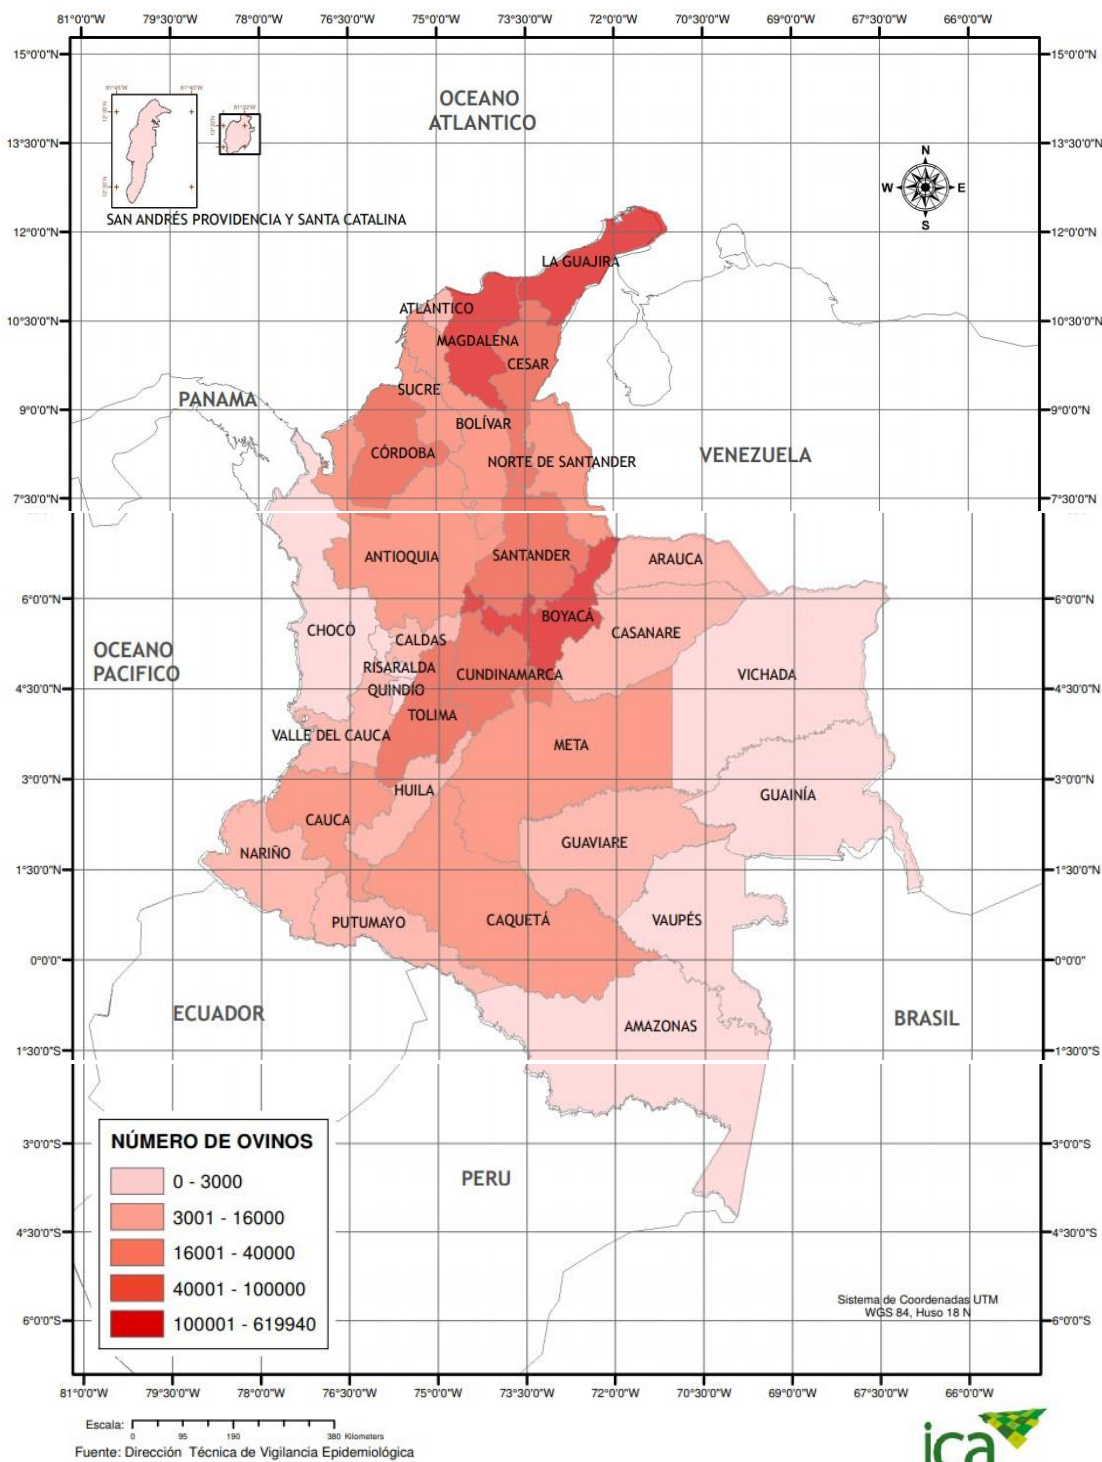 81°0'0"W 79°30'0"W 78°0'0"W 76°30'0"W 75°0'0"W 73°30'0"W 72°0'0"W 70°30'0"W 69°0'0"W 67°30'0"W 66°0'0"W
15°0'0"N 15°0'0"N
81°45'W 81°40'W
81°22'W
OCEANO
ATLANTICO
13°30'0"N 13°30'0"N
N
W E
S
SAN ANDRÉS PROVIDENCIA Y SANTA CATALINA
12°0'0"N 12°0'0"N
LA GUAJIRA
ATLÁNTICO
10°30'0"N 10°30'0"N
MAGDALENA
CESAR
SUCRE
PANAMA
9°0'0"N 9°0'0"N
BOLÍVAR
CÓRDOBA
NORTE DE SANTANDER
VENEZUELA
7°30'0"N 7°30'0"N
ANTIOQUIA
SANTANDER
ARAUCA
6°0'0"N 6°0'0"N
BOYACÁ
CHOCÓ
CASANARE
CALDAS
OCEANO
PACIFICO
RISARALDA
CUNDINAMARCA
VICHADA
4°30'0"N 4°30'0"N
QUINDÍO
TOLIMA
VALLE DEL CAUCA
META
3°0'0"N 3°0'0"N
HUILA
GUAINÍA
CAUCA
GUAVIARE
NARIÑO
1°30'0"N 1°30'0"N
PUTUMAYO
CAQUETÁ
VAUPÉS
0°0'0" 0°0'0"
ECUADOR
BRASIL
AMAZONAS
1°30'0"S 1°30'0"S
NÚMERO DE OVINOS
3°0'0"S 3°0'0"S
0 - 3000
PERU
3001 - 16000
4°30'0"S 4°30'0"S
16001 - 40000
40001 - 100000
Sistema de Coordenadas UTM
WGS 84, Huso 18 N
100001 - 619940
6°0'0"S 6°0'0"S
81°0'0"W 79°30'0"W 78°0'0"W 76°30'0"W 75°0'0"W 73°30'0"W 72°0'0"W 70°30'0"W 69°0'0"W 67°30'0"W 66°0'0"W
Escala:
0 95 190 380 Kilometers
Fuente: Dirección Técnica de Vigilancia Epidemiológica
ica